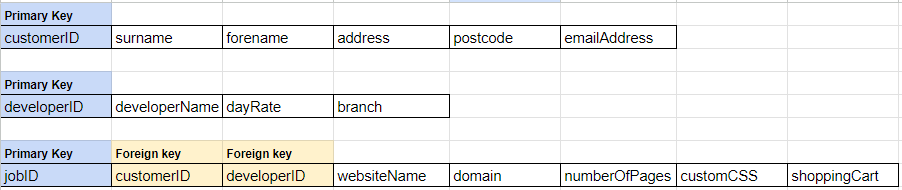 Primary Key
customerID surname forename address postcode emailAddress
Primary Key
developerID developerName dayRate branch
Primary Key Foreign key Foreign key
jobID customerID developerID websiteName domain numberOfPages customCSS shoppingCart